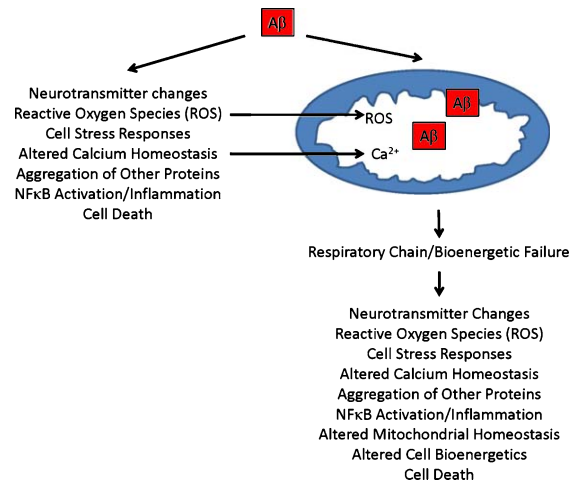 Aβ
Neurotransmitter changes
Reactive Oxygen Species (ROS)
Cell Stress Responses
Altered Calcium Homeostasis
Aggregation of Other Proteins
NFκB Activation/Inflammation
Cell Death
Aβ
ROS
Aβ
Ca²⁺
Respiratory Chain/Bioenergetic Failure
Neurotransmitter Changes
Reactive Oxygen Species (ROS)
Cell Stress Responses
Altered Calcium Homeostasis
Aggregation of Other Proteins
NFκB Activation/Inflammation
Altered Mitochondrial Homeostasis
Altered Cell Bioenergetics
Cell Death